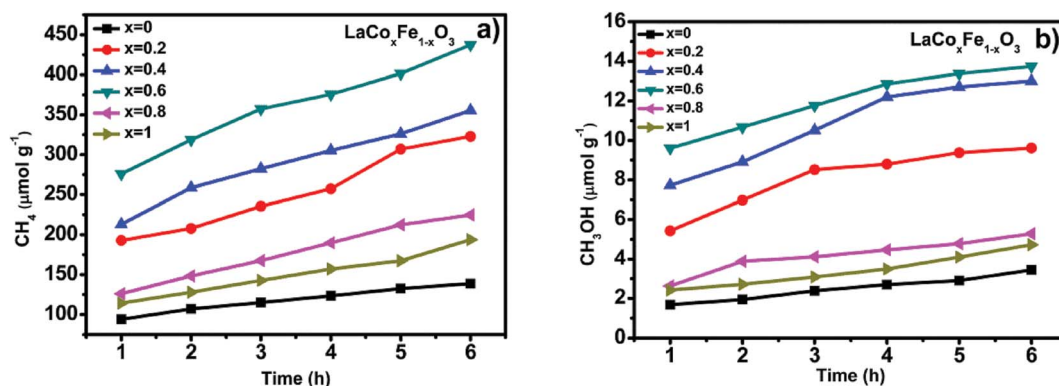 a)
LaCoₓFe₁₋ₓO₃
x=0
x=0.2
x=0.4
x=0.6
x=0.8
x=1
CH₄ (μmol g⁻¹)
450
400
350
300
250
200
150
100
1 2 3 4 5 6
Time (h)
b)
LaCoₓFe₁₋ₓO₃
x=0
x=0.2
x=0.4
x=0.6
x=0.8
x=1
CH₃OH (μmol g⁻¹)
16
14
12
10
8
6
4
2
0
1 2 3 4 5 6
Time (h)